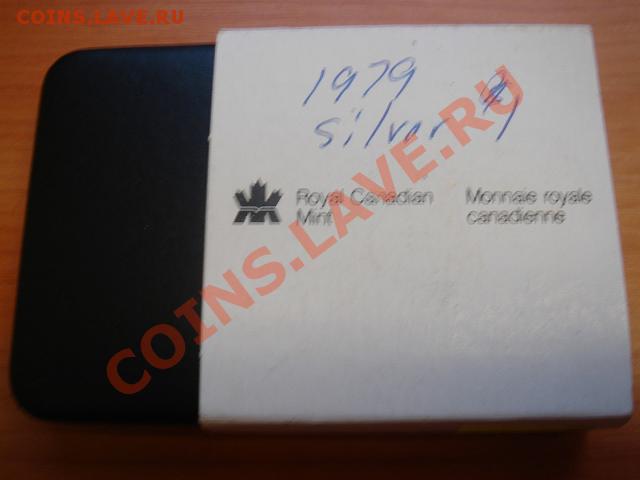 COINS.LAVE.RU
1979
silver $1
Royal Canadian Monnaie royale
Mint canadienne
COINS.LAVE.RU